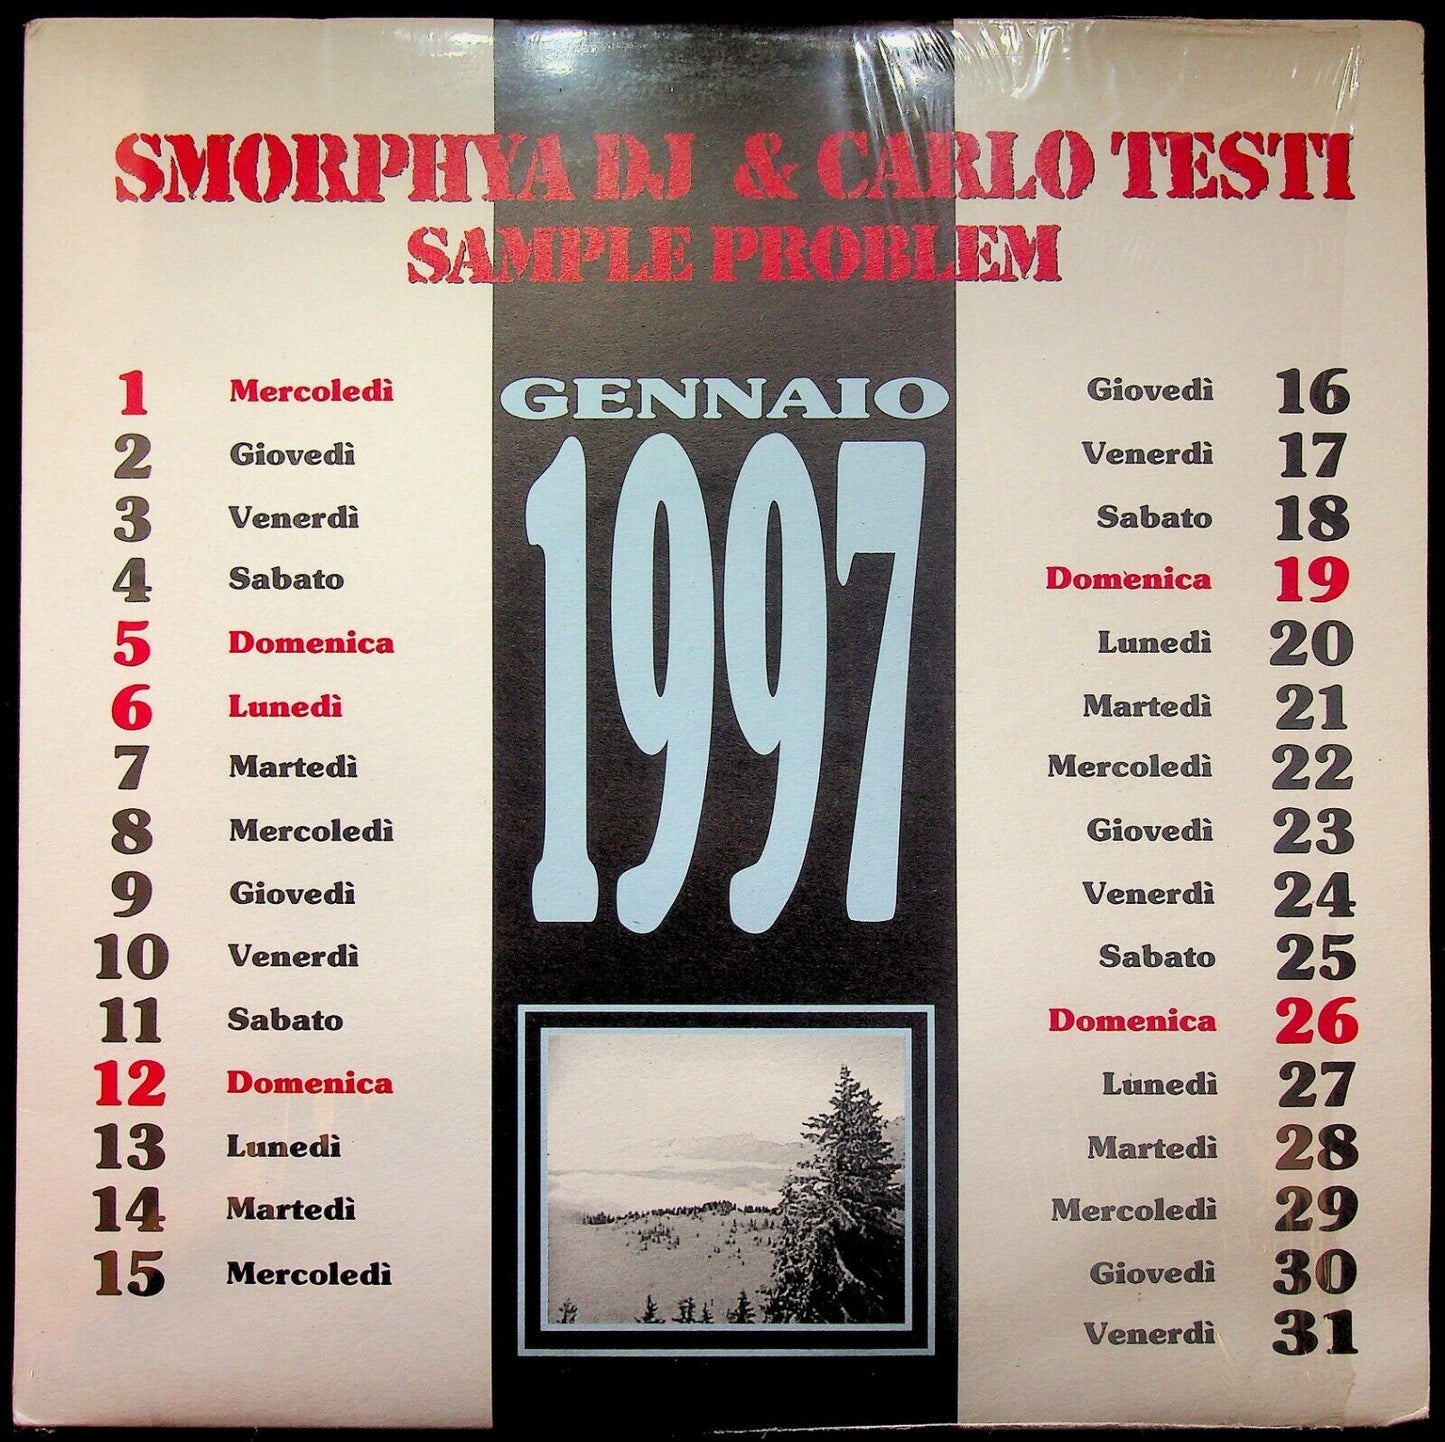 SMORPHYA DJ & CARLO TESTI
SAMPLE PROBLEM
1 Mercoledì
2 Giovedì
3 Venerdì
4 Sabato
5 Domenica
6 Lunedì
7 Martedì
8 Mercoledì
9 Giovedì
10 Venerdì
11 Sabato
12 Domenica
13 Lunedì
14 Martedì
15 Mercoledì
GENNAIO
1997
Giovedì 16
Venerdì 17
Sabato 18
Domenica 19
Lunedì 20
Martedì 21
Mercoledì 22
Giovedì 23
Venerdì 24
Sabato 25
Domenica 26
Lunedì 27
Martedì 28
Mercoledì 29
Giovedì 30
Venerdì 31